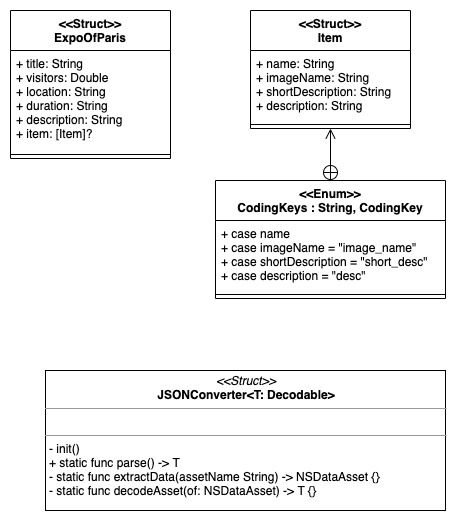 <<Struct>>
ExpoOfParis
+ title: String
+ visitors: Double
+ location: String
+ duration: String
+ description: String
+ item: [Item]?
<<Struct>>
Item
+ name: String
+ imageName: String
+ shortDescription: String
+ description: String
<<Enum>>
CodingKeys : String, CodingKey
+ case name
+ case imageName = "image_name"
+ case shortDescription = "short_desc"
+ case description = "desc"
<<Struct>>
JSONConverter<T: Decodable>
- init()
+ static func parse() -> T
- static func extractData(assetName String) -> NSDataAsset {}
- static func decodeAsset(of: NSDataAsset) -> T {}